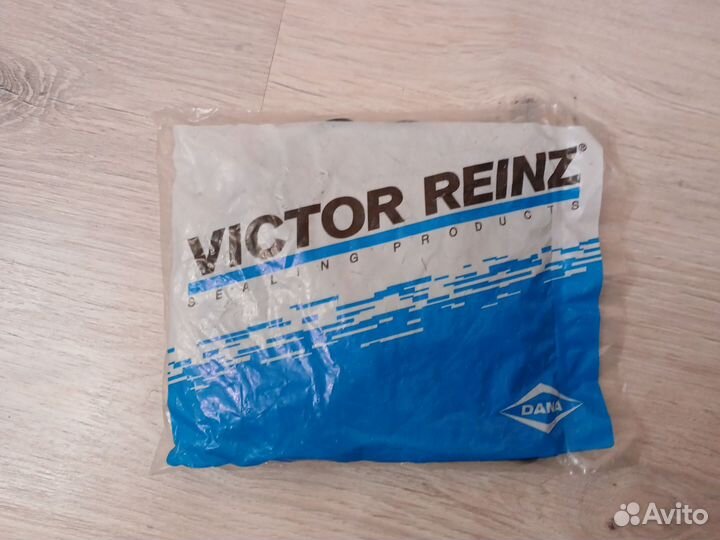 VICTOR REINZ®
SEALING PRODUCTS
DANA
Avito